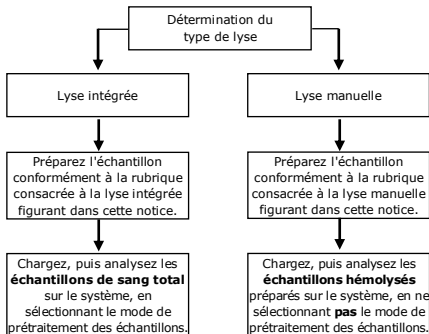 Détermination du
type de lyse
Lyse intégrée
Lyse manuelle
Préparez l'échantillon
conformément à la rubrique
consacrée à la lyse intégrée
figurant dans cette notice.
Préparez l'échantillon
conformément à la rubrique
consacrée à la lyse manuelle
figurant dans cette notice.
Chargez, puis analysez les
échantillons de sang total
sur le système, en
sélectionnant le mode de
prétraitement des échantillons.
Chargez, puis analysez les
échantillons hémolysés
préparés sur le système, en ne
sélectionnant pas le mode de
prétraitement des échantillons.